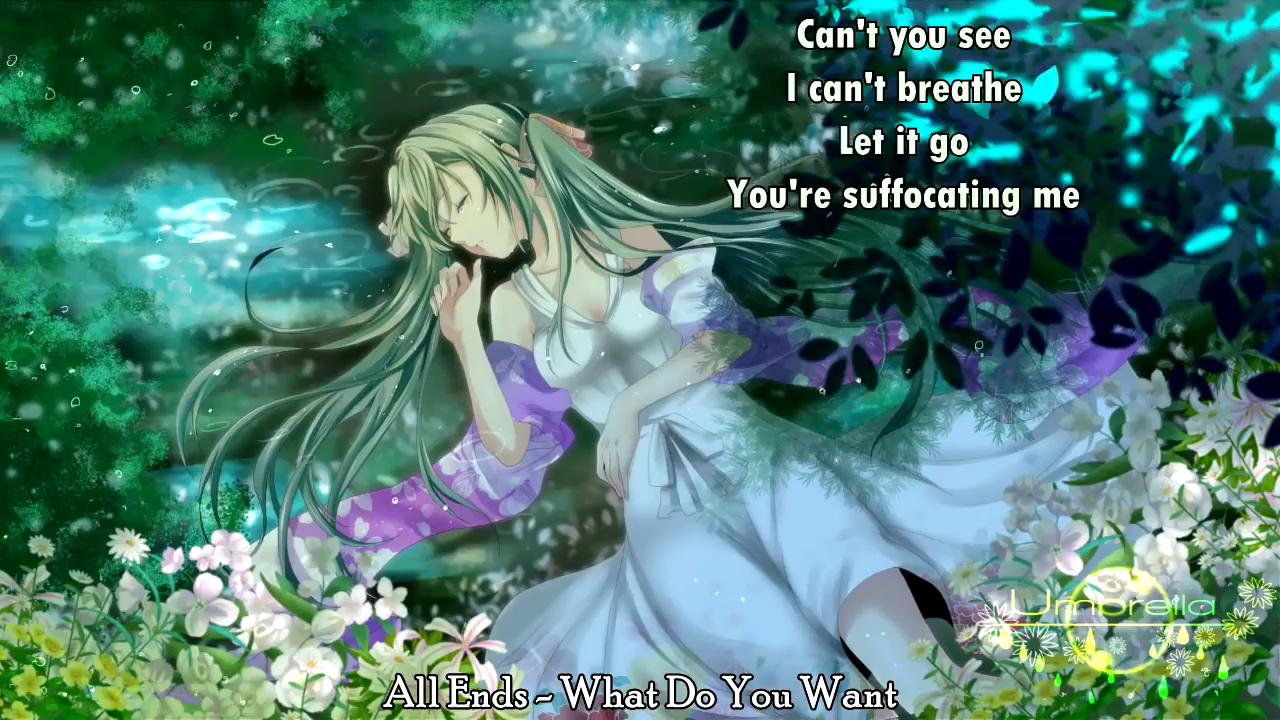 Can't you see
I can't breathe
Let it go
You're suffocating me
Umbrella
All Ends - What Do You Want